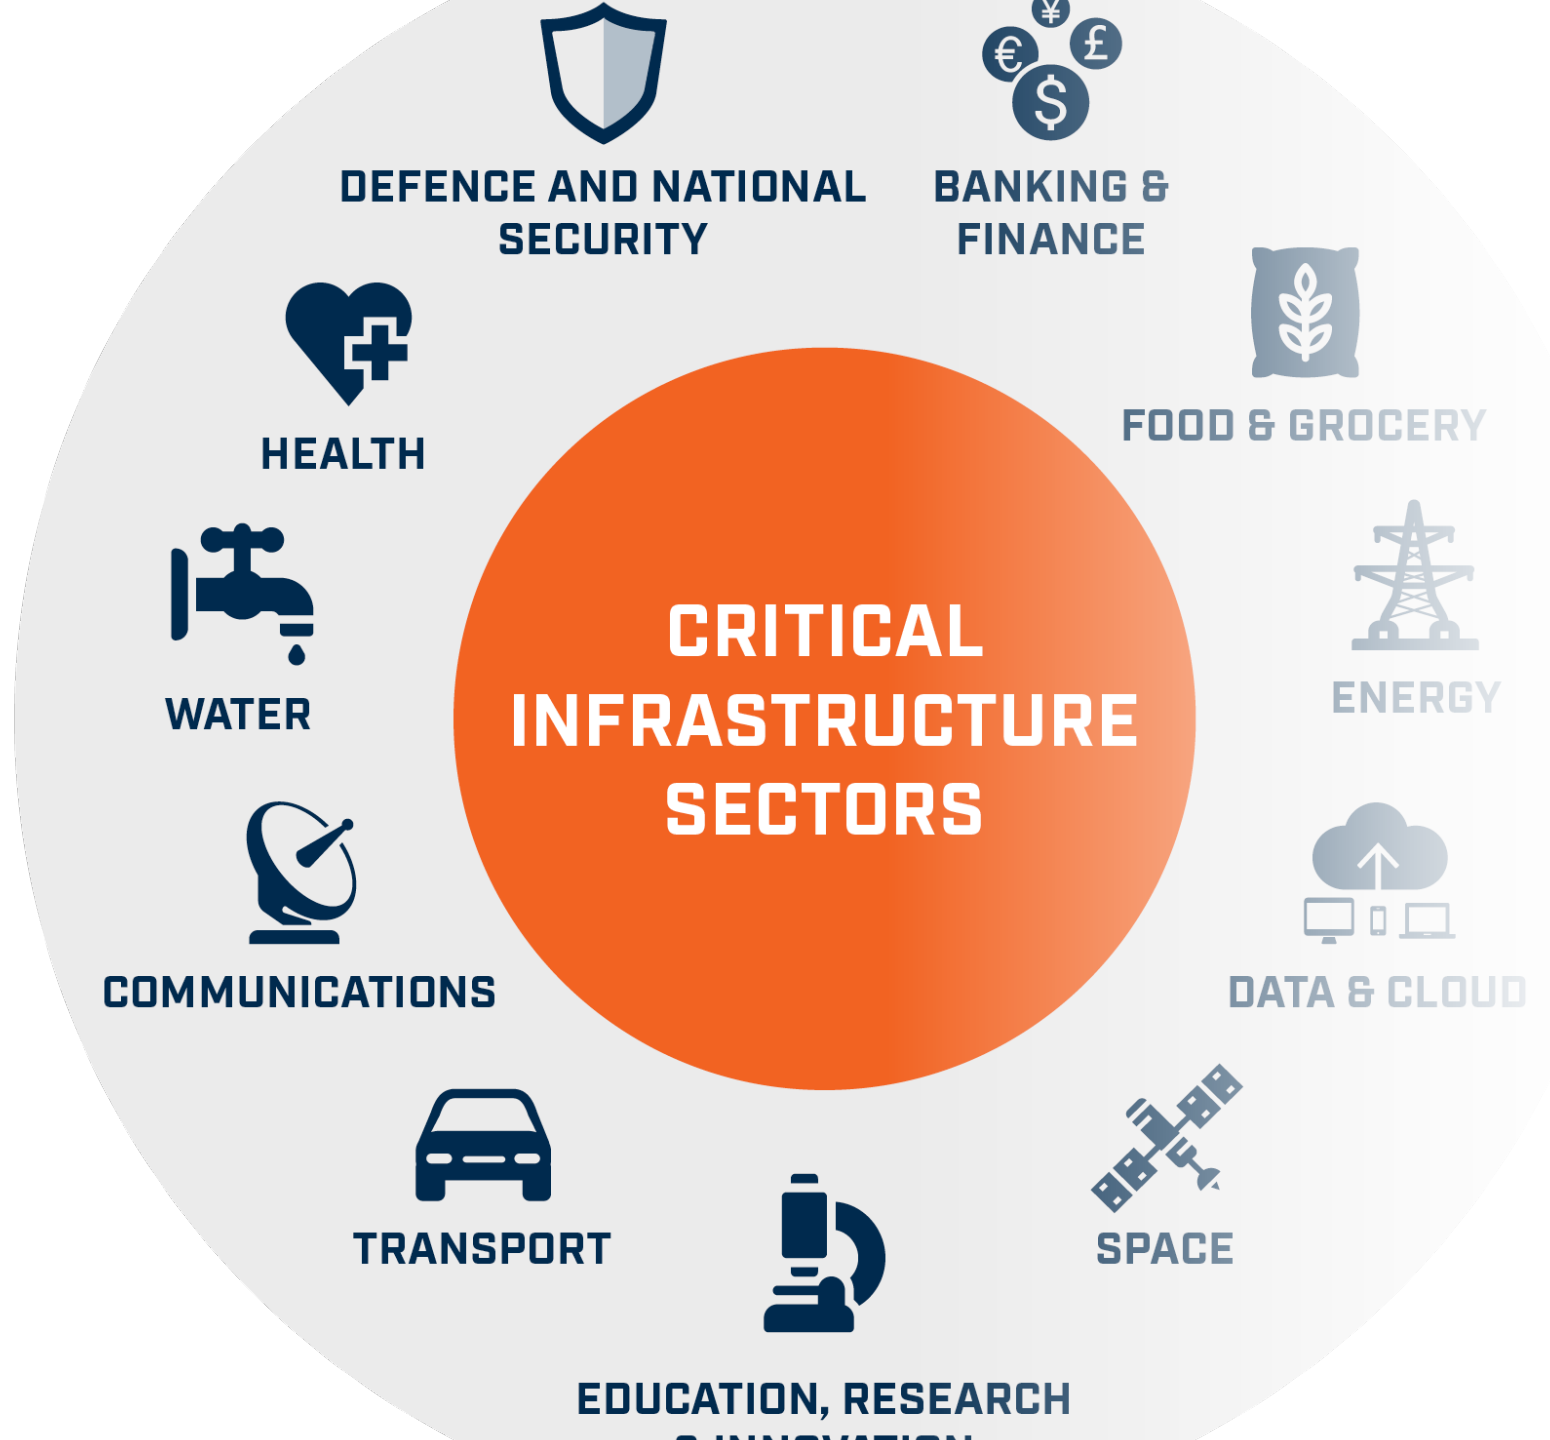 DEFENCE AND NATIONAL
SECURITY
BANKING &
FINANCE
¥
€
£
$
FOOD & GROCERY
HEALTH
ENERGY
CRITICAL
INFRASTRUCTURE
SECTORS
WATER
DATA & CLOUD
COMMUNICATIONS
SPACE
TRANSPORT
EDUCATION, RESEARCH
& INNOVATION